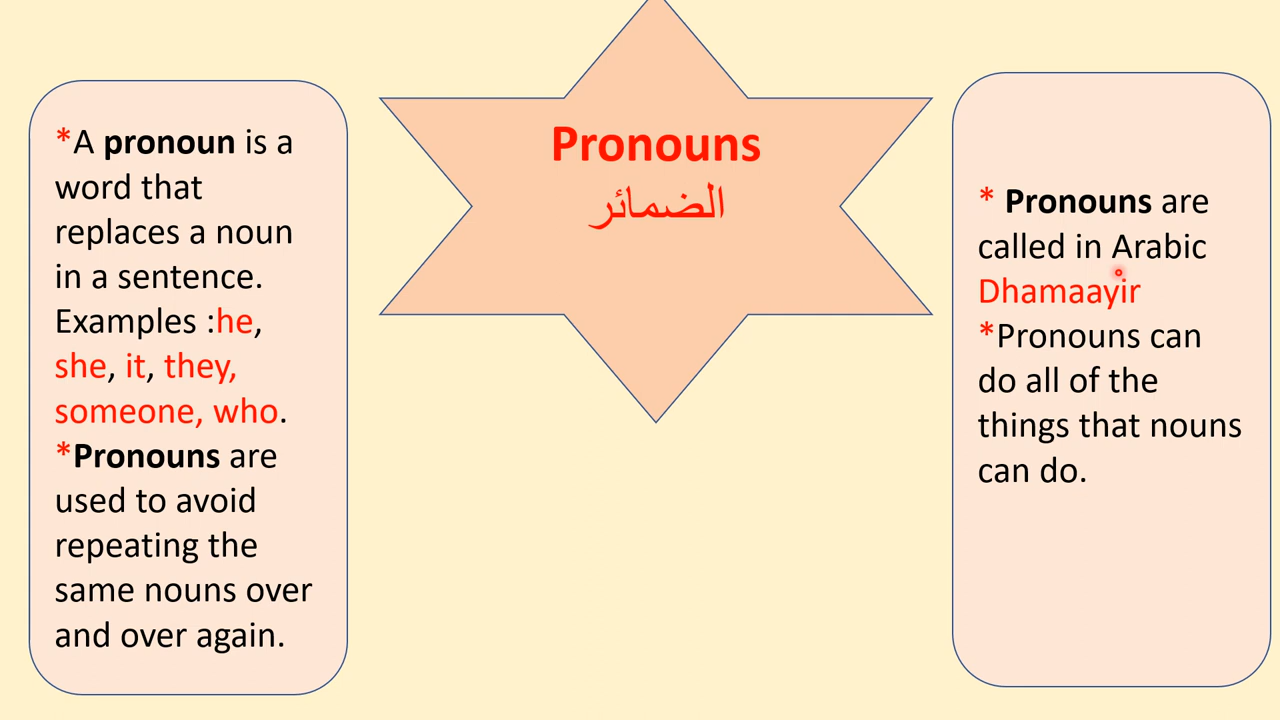 *A pronoun is a
word that
replaces a noun
in a sentence.
Examples :he,
she, it, they,
someone, who.
*Pronouns are
used to avoid
repeating the
same nouns over
and over again.
Pronouns
الضمائر
* Pronouns are
called in Arabic
Dhamaayir
*Pronouns can
do all of the
things that nouns
can do.